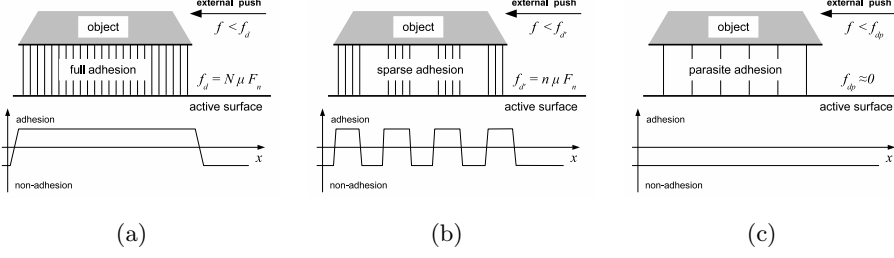 external push
object
f < f_d
full adhesion
f_d = N μ F_n
active surface
adhesion
x
non-adhesion
(a)
external push
object
f < f_d'
sparse adhesion
f_d' = n μ F_n
active surface
adhesion
x
non-adhesion
(b)
external push
object
f < f_dp
parasite adhesion
f_dp ≈0
active surface
adhesion
x
non-adhesion
(c)